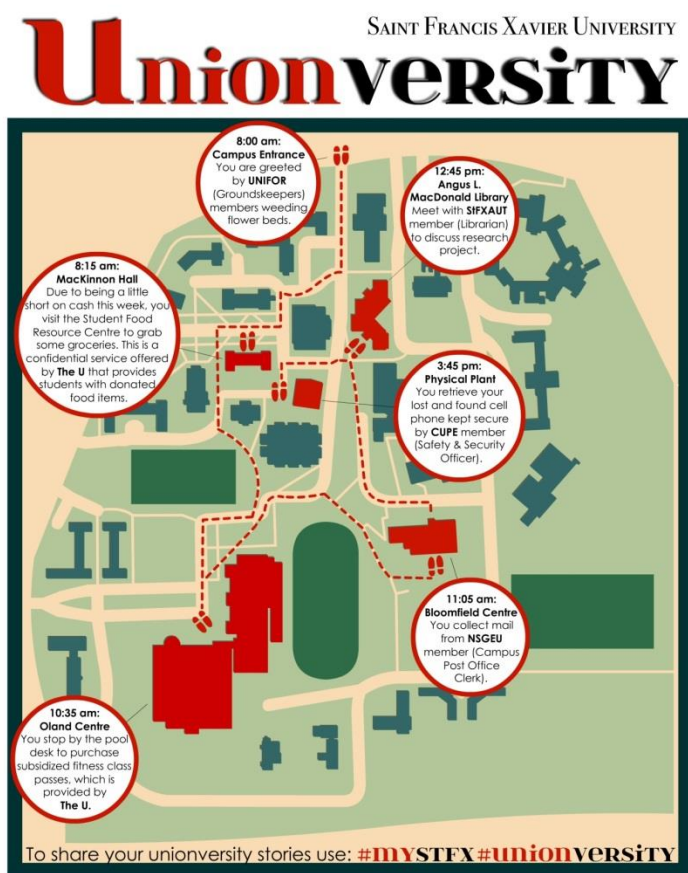 SAINT FRANCIS XAVIER UNIVERSITY
UnionVERSiTY
8:00 am:
Campus Entrance
You are greeted
by UNIFOR
(Groundskeepers)
members weeding
flower beds.
8:15 am:
MacKinnon Hall
Due to being a little
short on cash this week, you
visit the Student Food
Resource Centre to grab
some groceries. This is a
confidential service offered
by The U that provides
students with donated
food items.
10:35 am:
Oland Centre
You stop by the pool
desk to purchase
subsidized fitness class
passes, which is
provided by
The U.
11:05 am:
Bloomfield Centre
You collect mail
from NSGEU
member (Campus
Post Office
Clerk).
12:45 pm:
Angus L.
MacDonald Library
Meet with StFXAUT
member (Librarian)
to discuss research
project.
3:45 pm:
Physical Plant
You retrieve your
lost and found cell
phone kept secure
by CUPE member
(Safety & Security
Officer).
To share your unionversity stories use: #mySTFX #unionVERSiTY